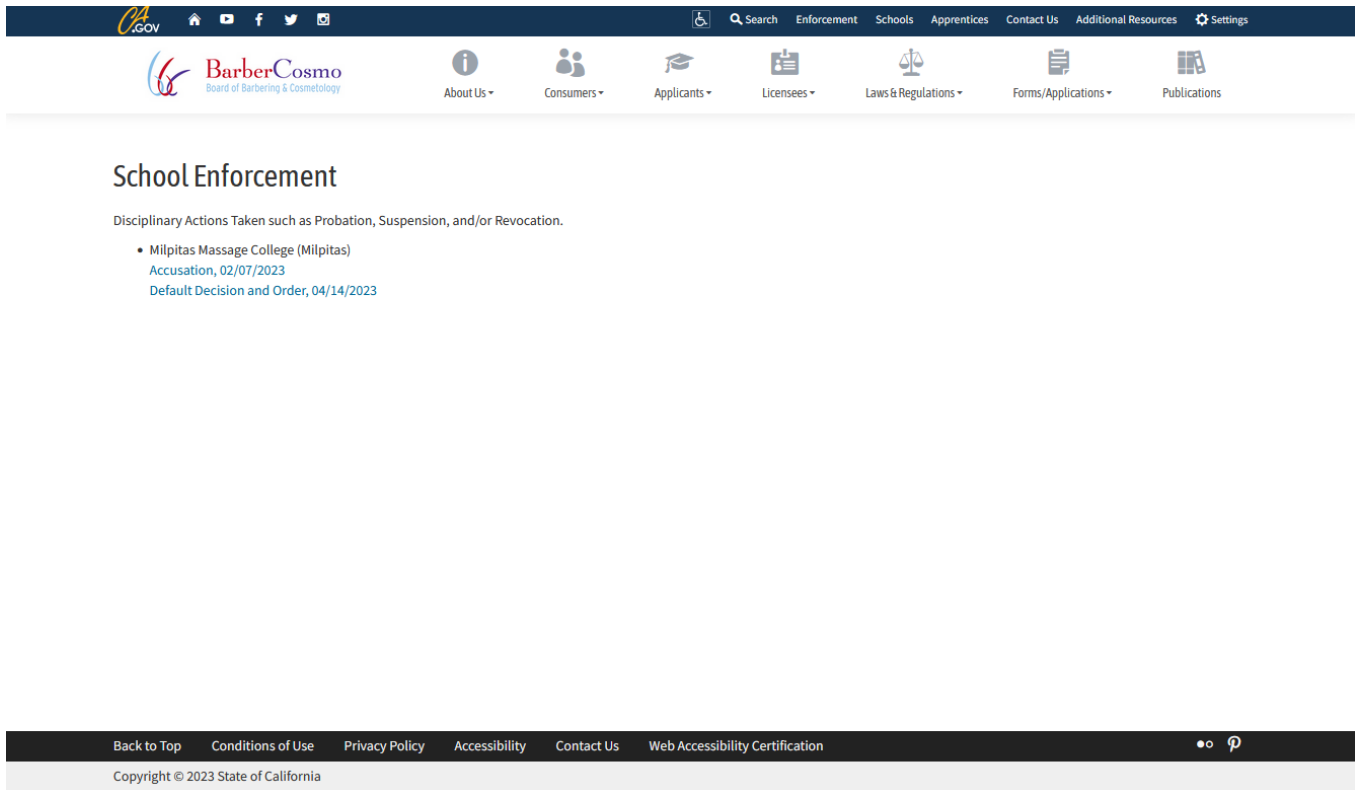 CA.GOV
Search Enforcement Schools Apprentices Contact Us Additional Resources Settings
BarberCosmo
Board of Barbering & Cosmetology
About Us Consumers Applicants Licensees Laws & Regulations Forms/Applications Publications
School Enforcement
Disciplinary Actions Taken such as Probation, Suspension, and/or Revocation.
• Milpitas Massage College (Milpitas)
Accusation, 02/07/2023
Default Decision and Order, 04/14/2023
Back to Top Conditions of Use Privacy Policy Accessibility Contact Us Web Accessibility Certification
Copyright © 2023 State of California